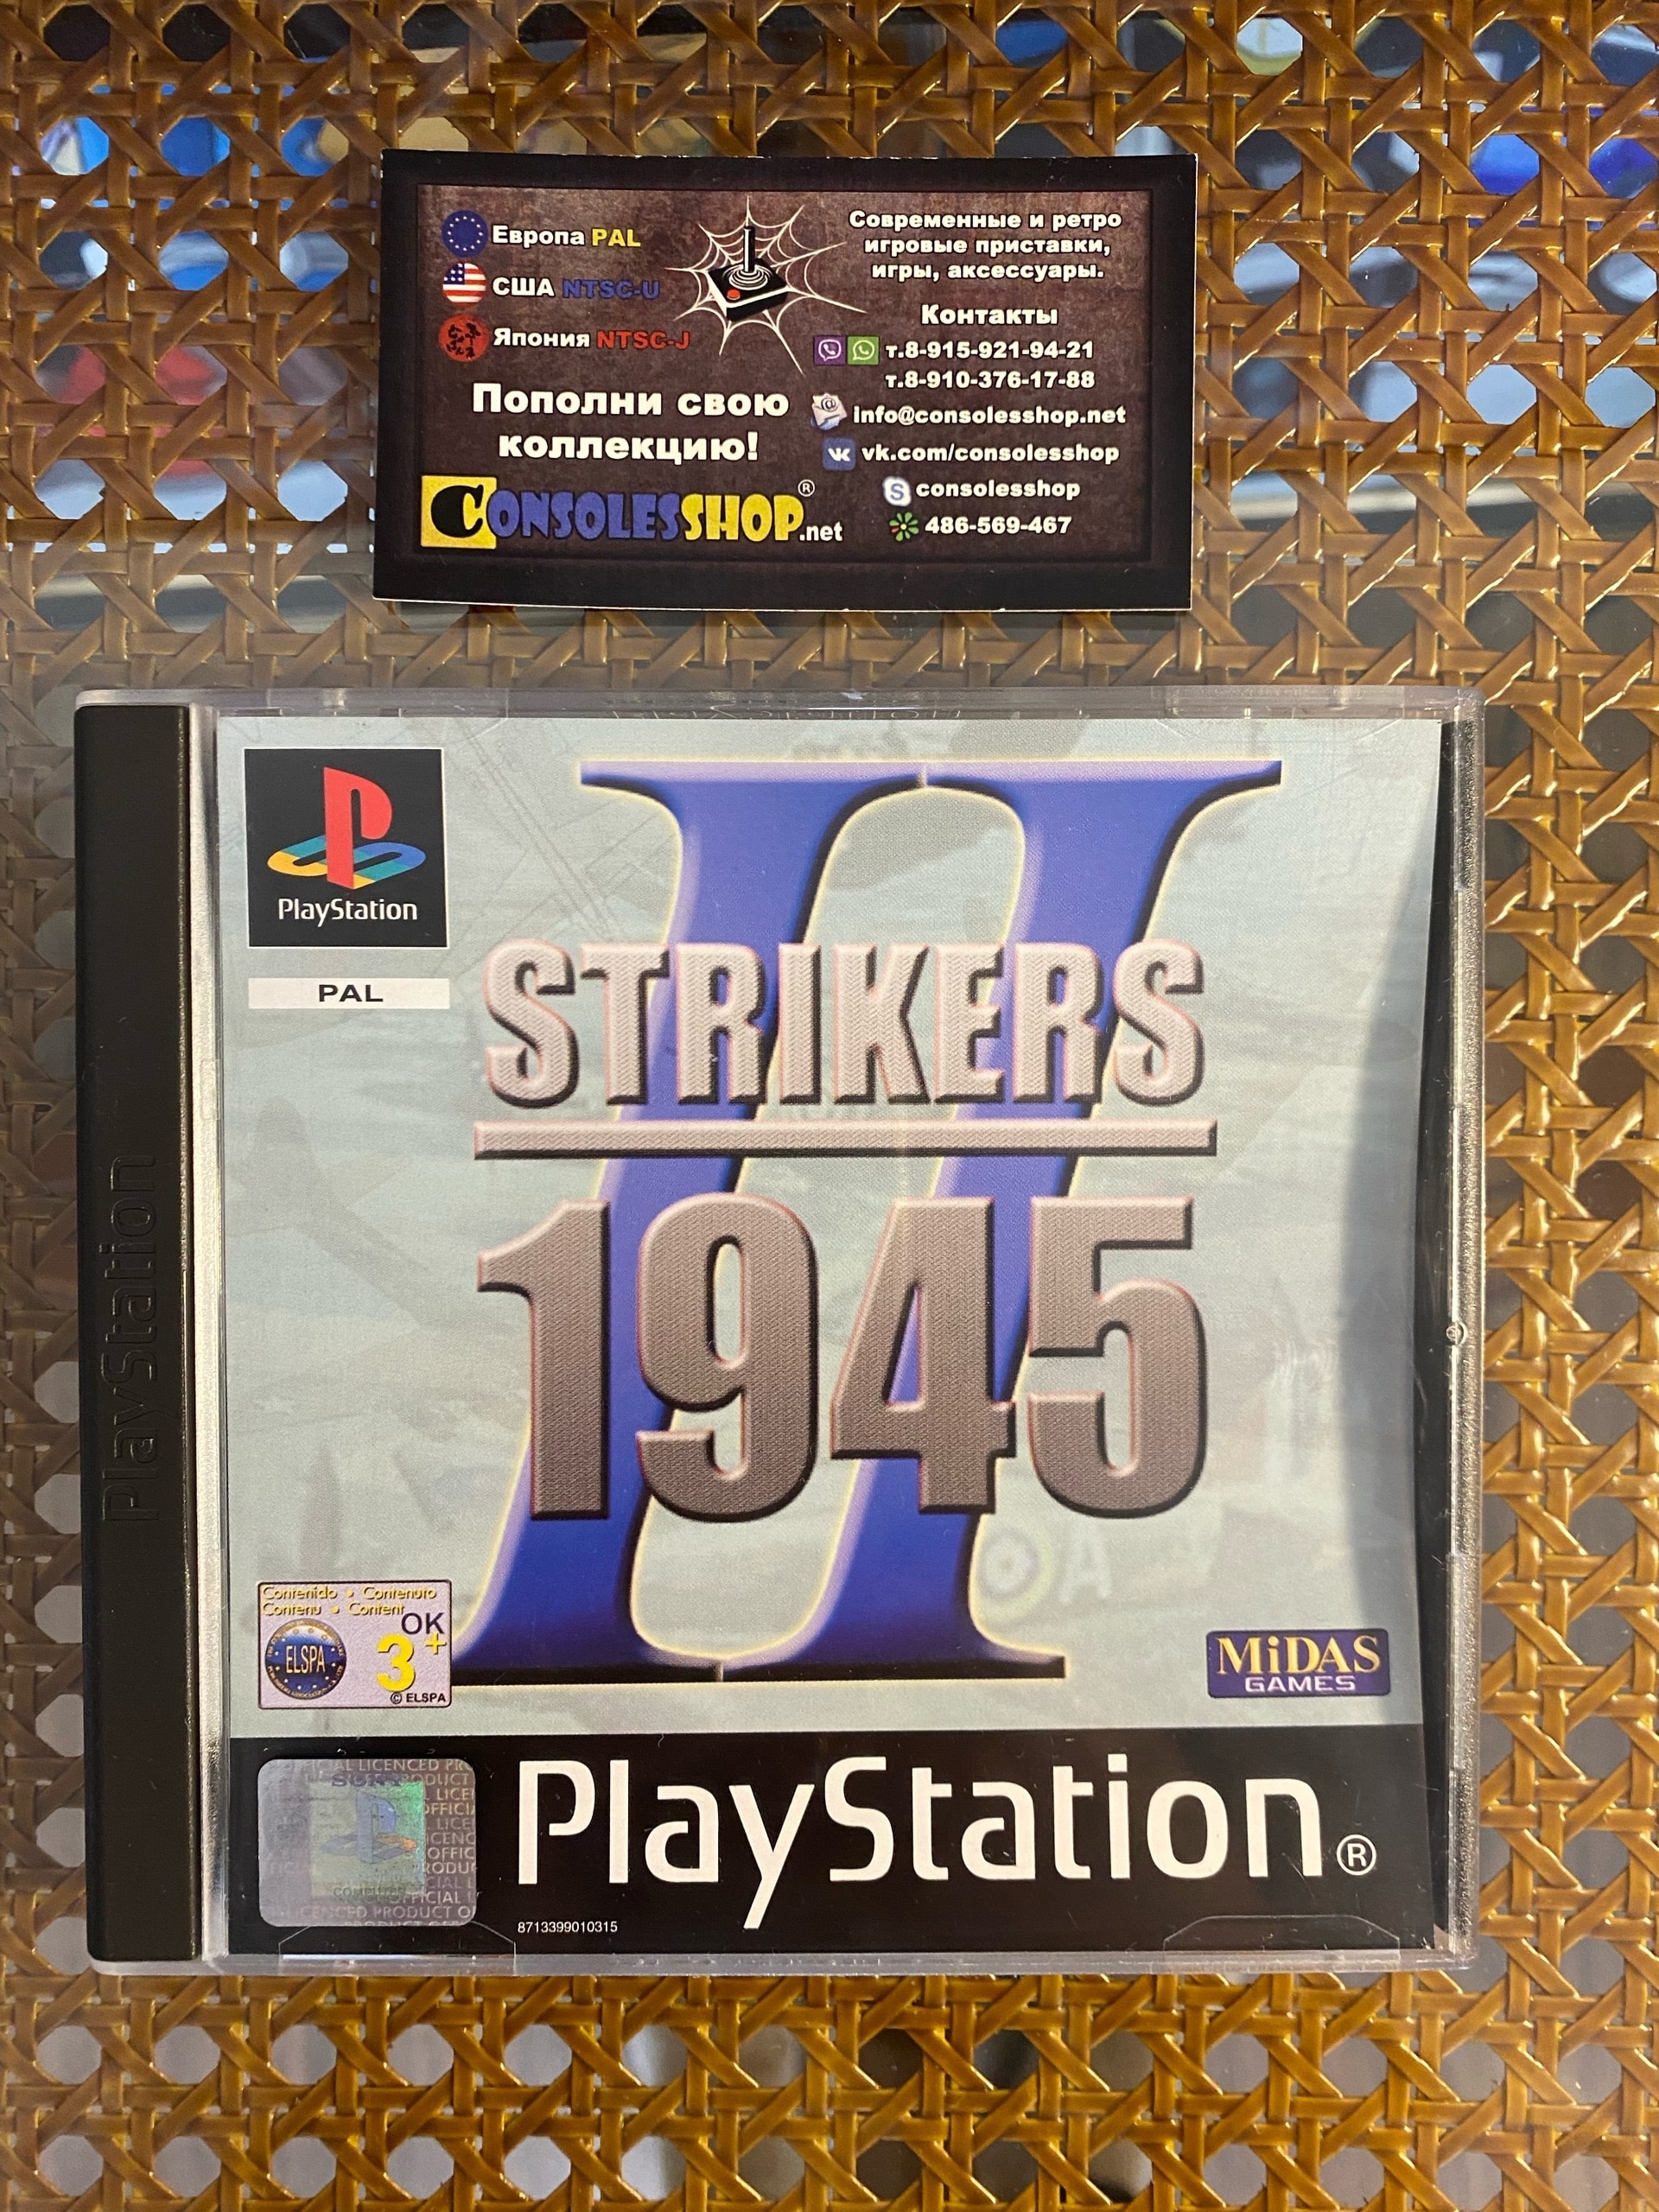 Европа PAL
США NTSC-U
Япония NTSC-J
Пополни свою
коллекцию!
CONSOLESSHOP.net
®
Современные и ретро
игровые приставки,
игры, аксессуары.
Контакты
т.8-915-921-94-21
т.8-910-376-17-88
info@consolesshop.net
vk.com/consolesshop
consolesshop
486-569-467
PlayStation
PlayStation
PAL
II
STRIKERS
1945
Contenido • Contenuto
Contenu • Content
OK
ELSPA
3+
© ELSPA
MiDAS
GAMES
SONY
PlayStation®
8713399010315